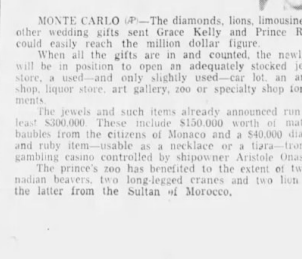 MONTE CARLO (AP)—The diamonds, lions, limousine
other wedding gifts sent Grace Kelly and Prince R
could easily reach the million dollar figure.
When all the gifts are in and counted, the newl
will be in position to open an adequately stocked je
store, a used—and only slightly used—car lot, an a
shop, liquor store, art gallery, zoo or specialty shop for
ments.
The jewels and such items already announced run
least $300,000 These include $150,000 worth of mat
baubles from the citizens of Monaco and a $40,000 dia
and ruby item—usable as a necklace or a tiara—from
gambling casino controlled by shipowner Aristole Onas
The prince's zoo has benefited to the extent of tw
nadian beavers, two long-legged cranes and two lion
the latter from the Sultan of Morocco.